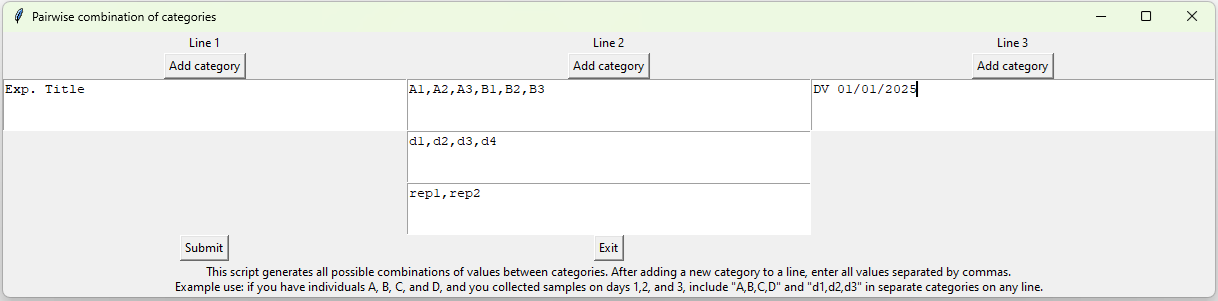 Pairwise combination of categories
Line 1 Line 2 Line 3
Add category Add category Add category
Exp. Title A1,A2,A3,B1,B2,B3 DV 01/01/2025
d1,d2,d3,d4
rep1,rep2
Submit Exit
This script generates all possible combinations of values between categories. After adding a new category to a line, enter all values separated by commas.
Example use: if you have individuals A, B, C, and D, and you collected samples on days 1,2, and 3, include "A,B,C,D" and "d1,d2,d3" in separate categories on any line.